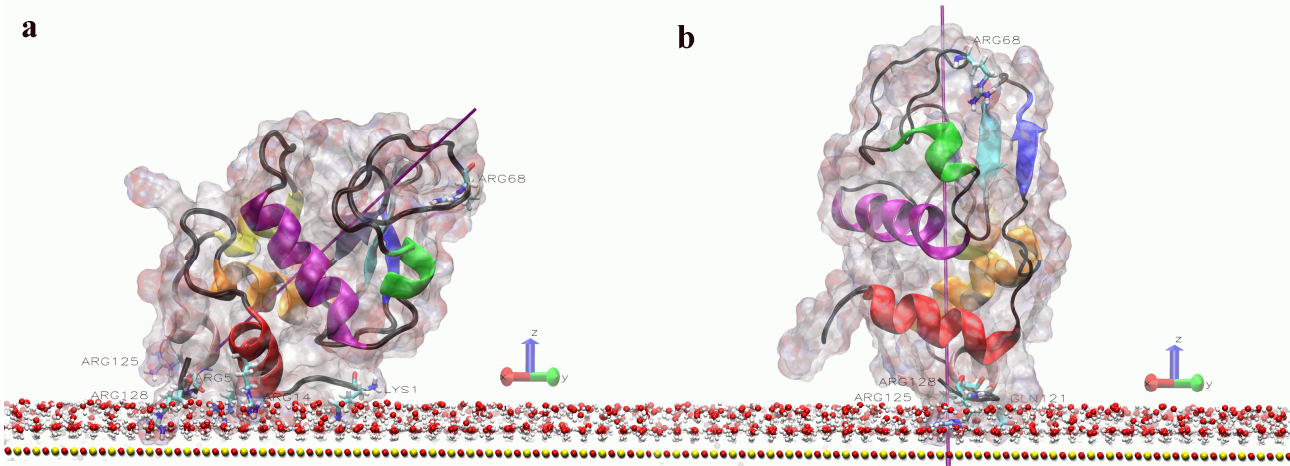 a
ARG68
ARG125
ARG5
ARG128
ARG14
LYS1
z
x
y
b
ARG68
ARG128
ARG125
GLN121
z
x
y